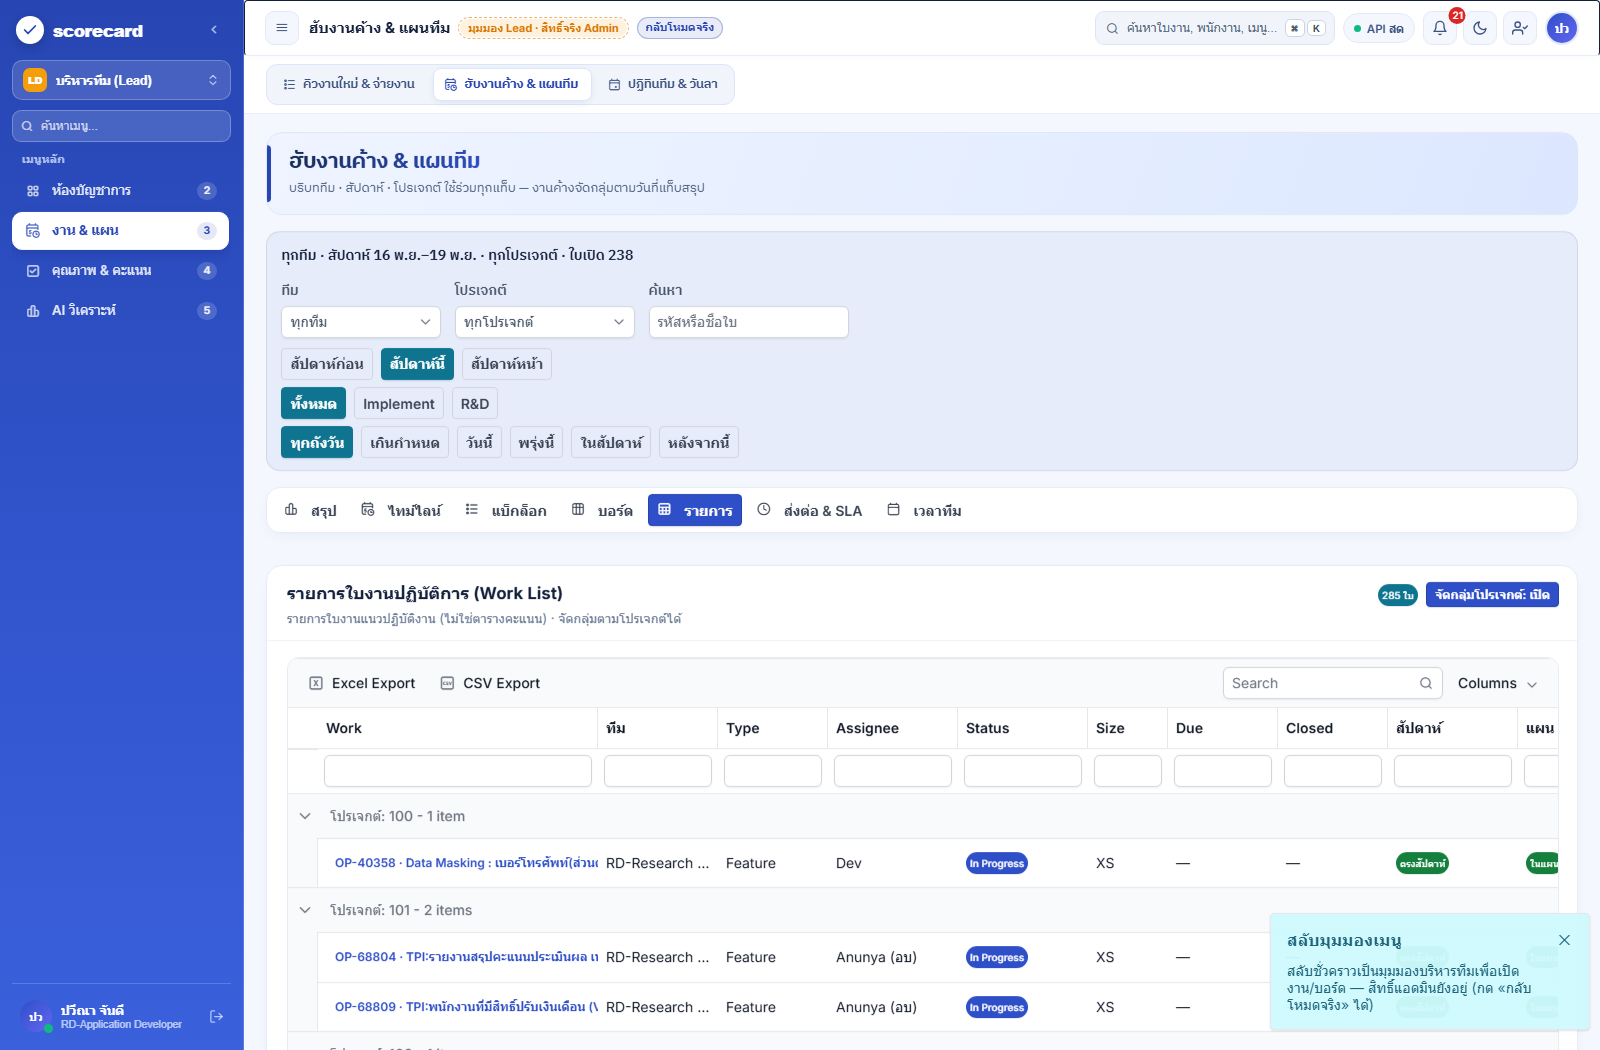 scorecard
LD บริหารทีม (Lead)
ค้นหาเมนู...
เมนูหลัก
ห้องบัญชาการ 2
งาน & แผน 3
คุณภาพ & คะแนน 4
AI วิเคราะห์ 5
ปว ปวีณา จันดี
RD-Application Developer
ฮับงานค้าง & แผนทีม มุมมอง Lead · สิทธิ์จริง Admin กลับโหมดจริง
ค้นหาใบงาน, พนักงาน, เมนู... ⌘ K API สด 21 ปว
คิวงานใหม่ & จ่ายงาน ฮับงานค้าง & แผนทีม ปฏิทินทีม & วันลา
ฮับงานค้าง & แผนทีม
บริบททีม · สัปดาห์ · โปรเจกต์ ใช้ร่วมทุกแท็บ — งานค้างจัดกลุ่มตามวันที่แท็บสรุป
ทุกทีม · สัปดาห์ 16 พ.ย.–19 พ.ย. · ทุกโปรเจกต์ · ใบเปิด 238
ทีม โปรเจกต์ ค้นหา
ทุกทีม ทุกโปรเจกต์ รหัสหรือชื่อใบ
สัปดาห์ก่อน สัปดาห์นี้ สัปดาห์หน้า
ทั้งหมด Implement R&D
ทุกถังวัน เกินกำหนด วันนี้ พรุ่งนี้ ในสัปดาห์ หลังจากนี้
สรุป ไทม์ไลน์ แบ็กล็อก บอร์ด รายการ ส่งต่อ & SLA เวลาทีม
รายการใบงานปฏิบัติการ (Work List) 285 ใบ จัดกลุ่มโปรเจกต์: เปิด
รายการใบงานแนวปฏิบัติงาน (ไม่ใช่ตารางคะแนน) · จัดกลุ่มตามโปรเจกต์ได้
Excel Export CSV Export Search Columns
Work ทีม Type Assignee Status Size Due Closed สัปดาห์ แผน
โปรเจกต์: 100 - 1 item
OP-40358 · Data Masking : เบอร์โทรศัพท์(ส่วน RD-Research ... Feature Dev In Progress XS — — ตรงสัปดาห์ ในแผน
โปรเจกต์: 101 - 2 items
OP-68804 · TPI:รายงานสรุปคะแนนประเมินผล RD-Research ... Feature Anunya (อบ) In Progress XS —
OP-68809 · TPI:พนักงานที่มีสิทธิ์ปรับเงินเดือน (V RD-Research ... Feature Anunya (อบ) In Progress XS —
สลับมุมมองเมนู
สลับชั่วคราวเป็นมุมมองบริหารทีมเพื่อเปิด
งาน/บอร์ด — สิทธิ์แอดมินยังอยู่ (กด «กลับ
โหมดจริง» ได้)